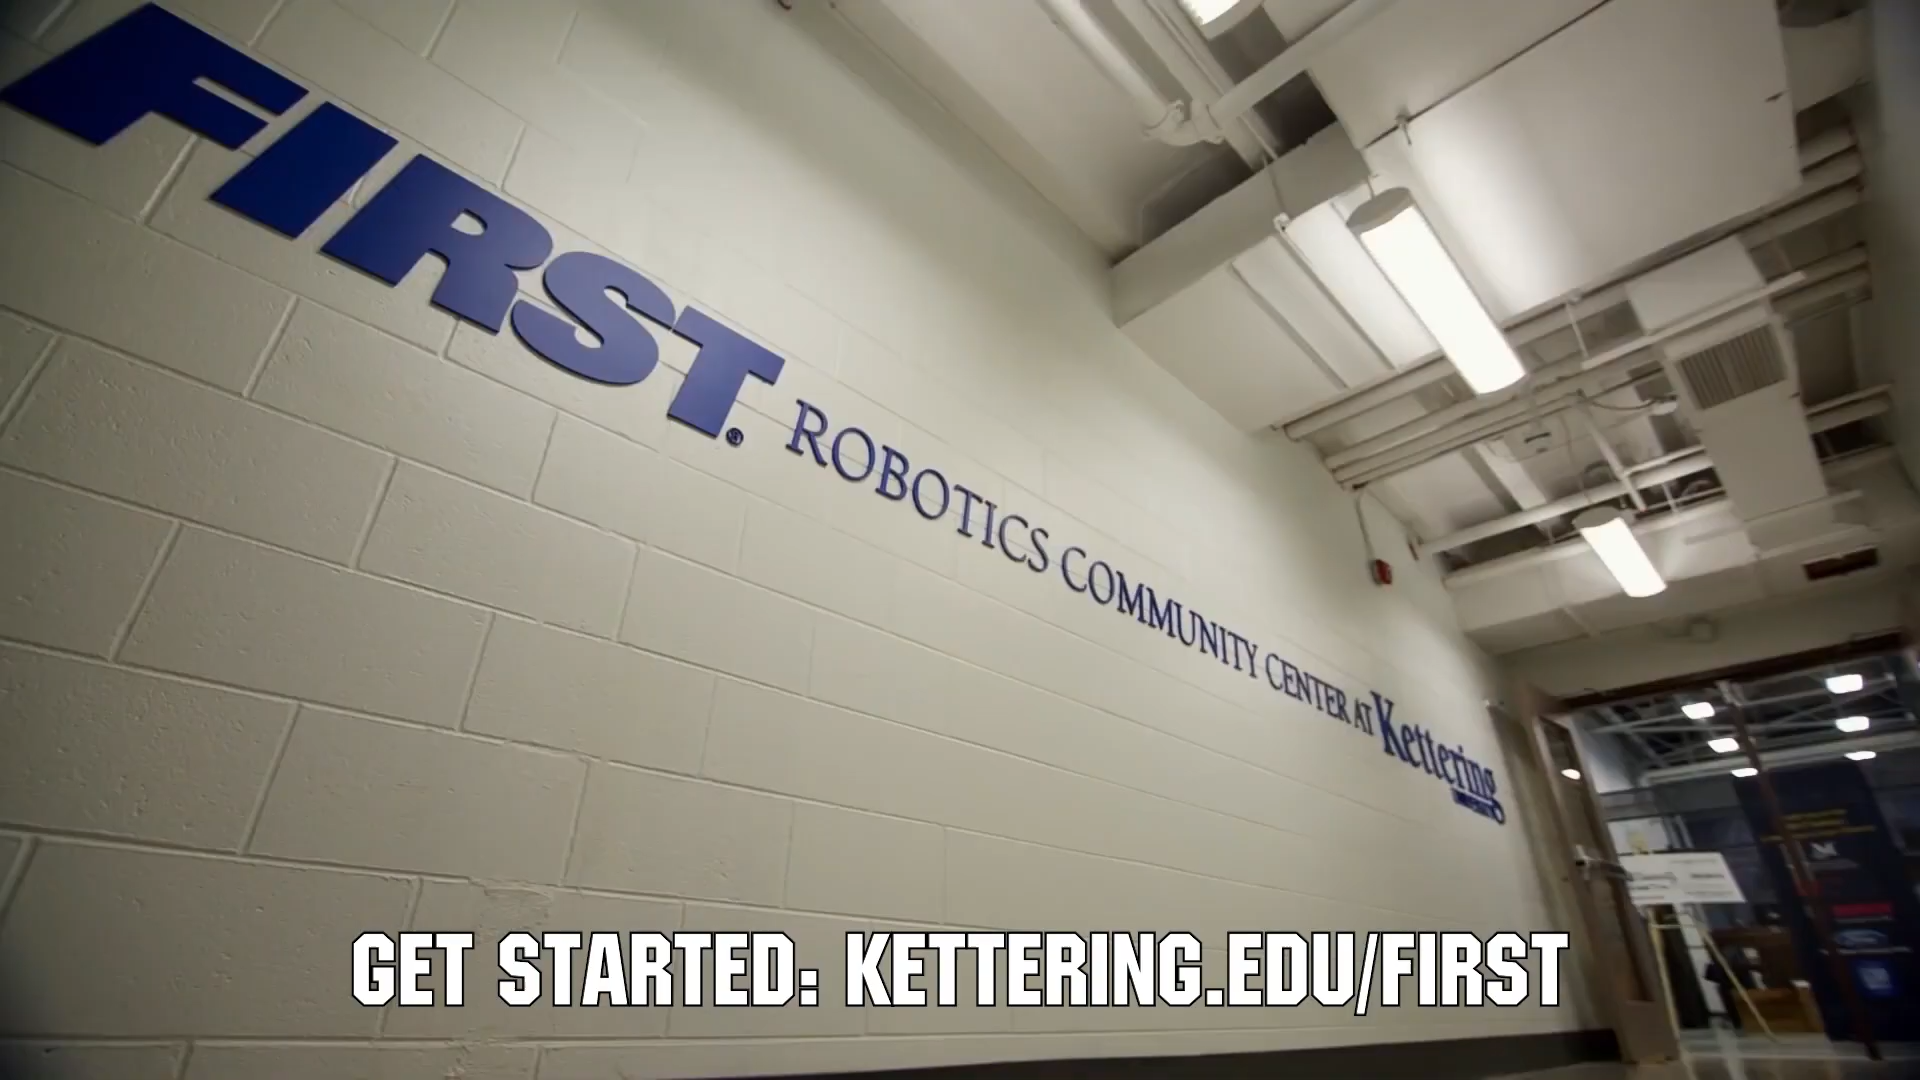 FIRST® ROBOTICS COMMUNITY CENTER AT Kettering
GET STARTED: KETTERING.EDU/FIRST